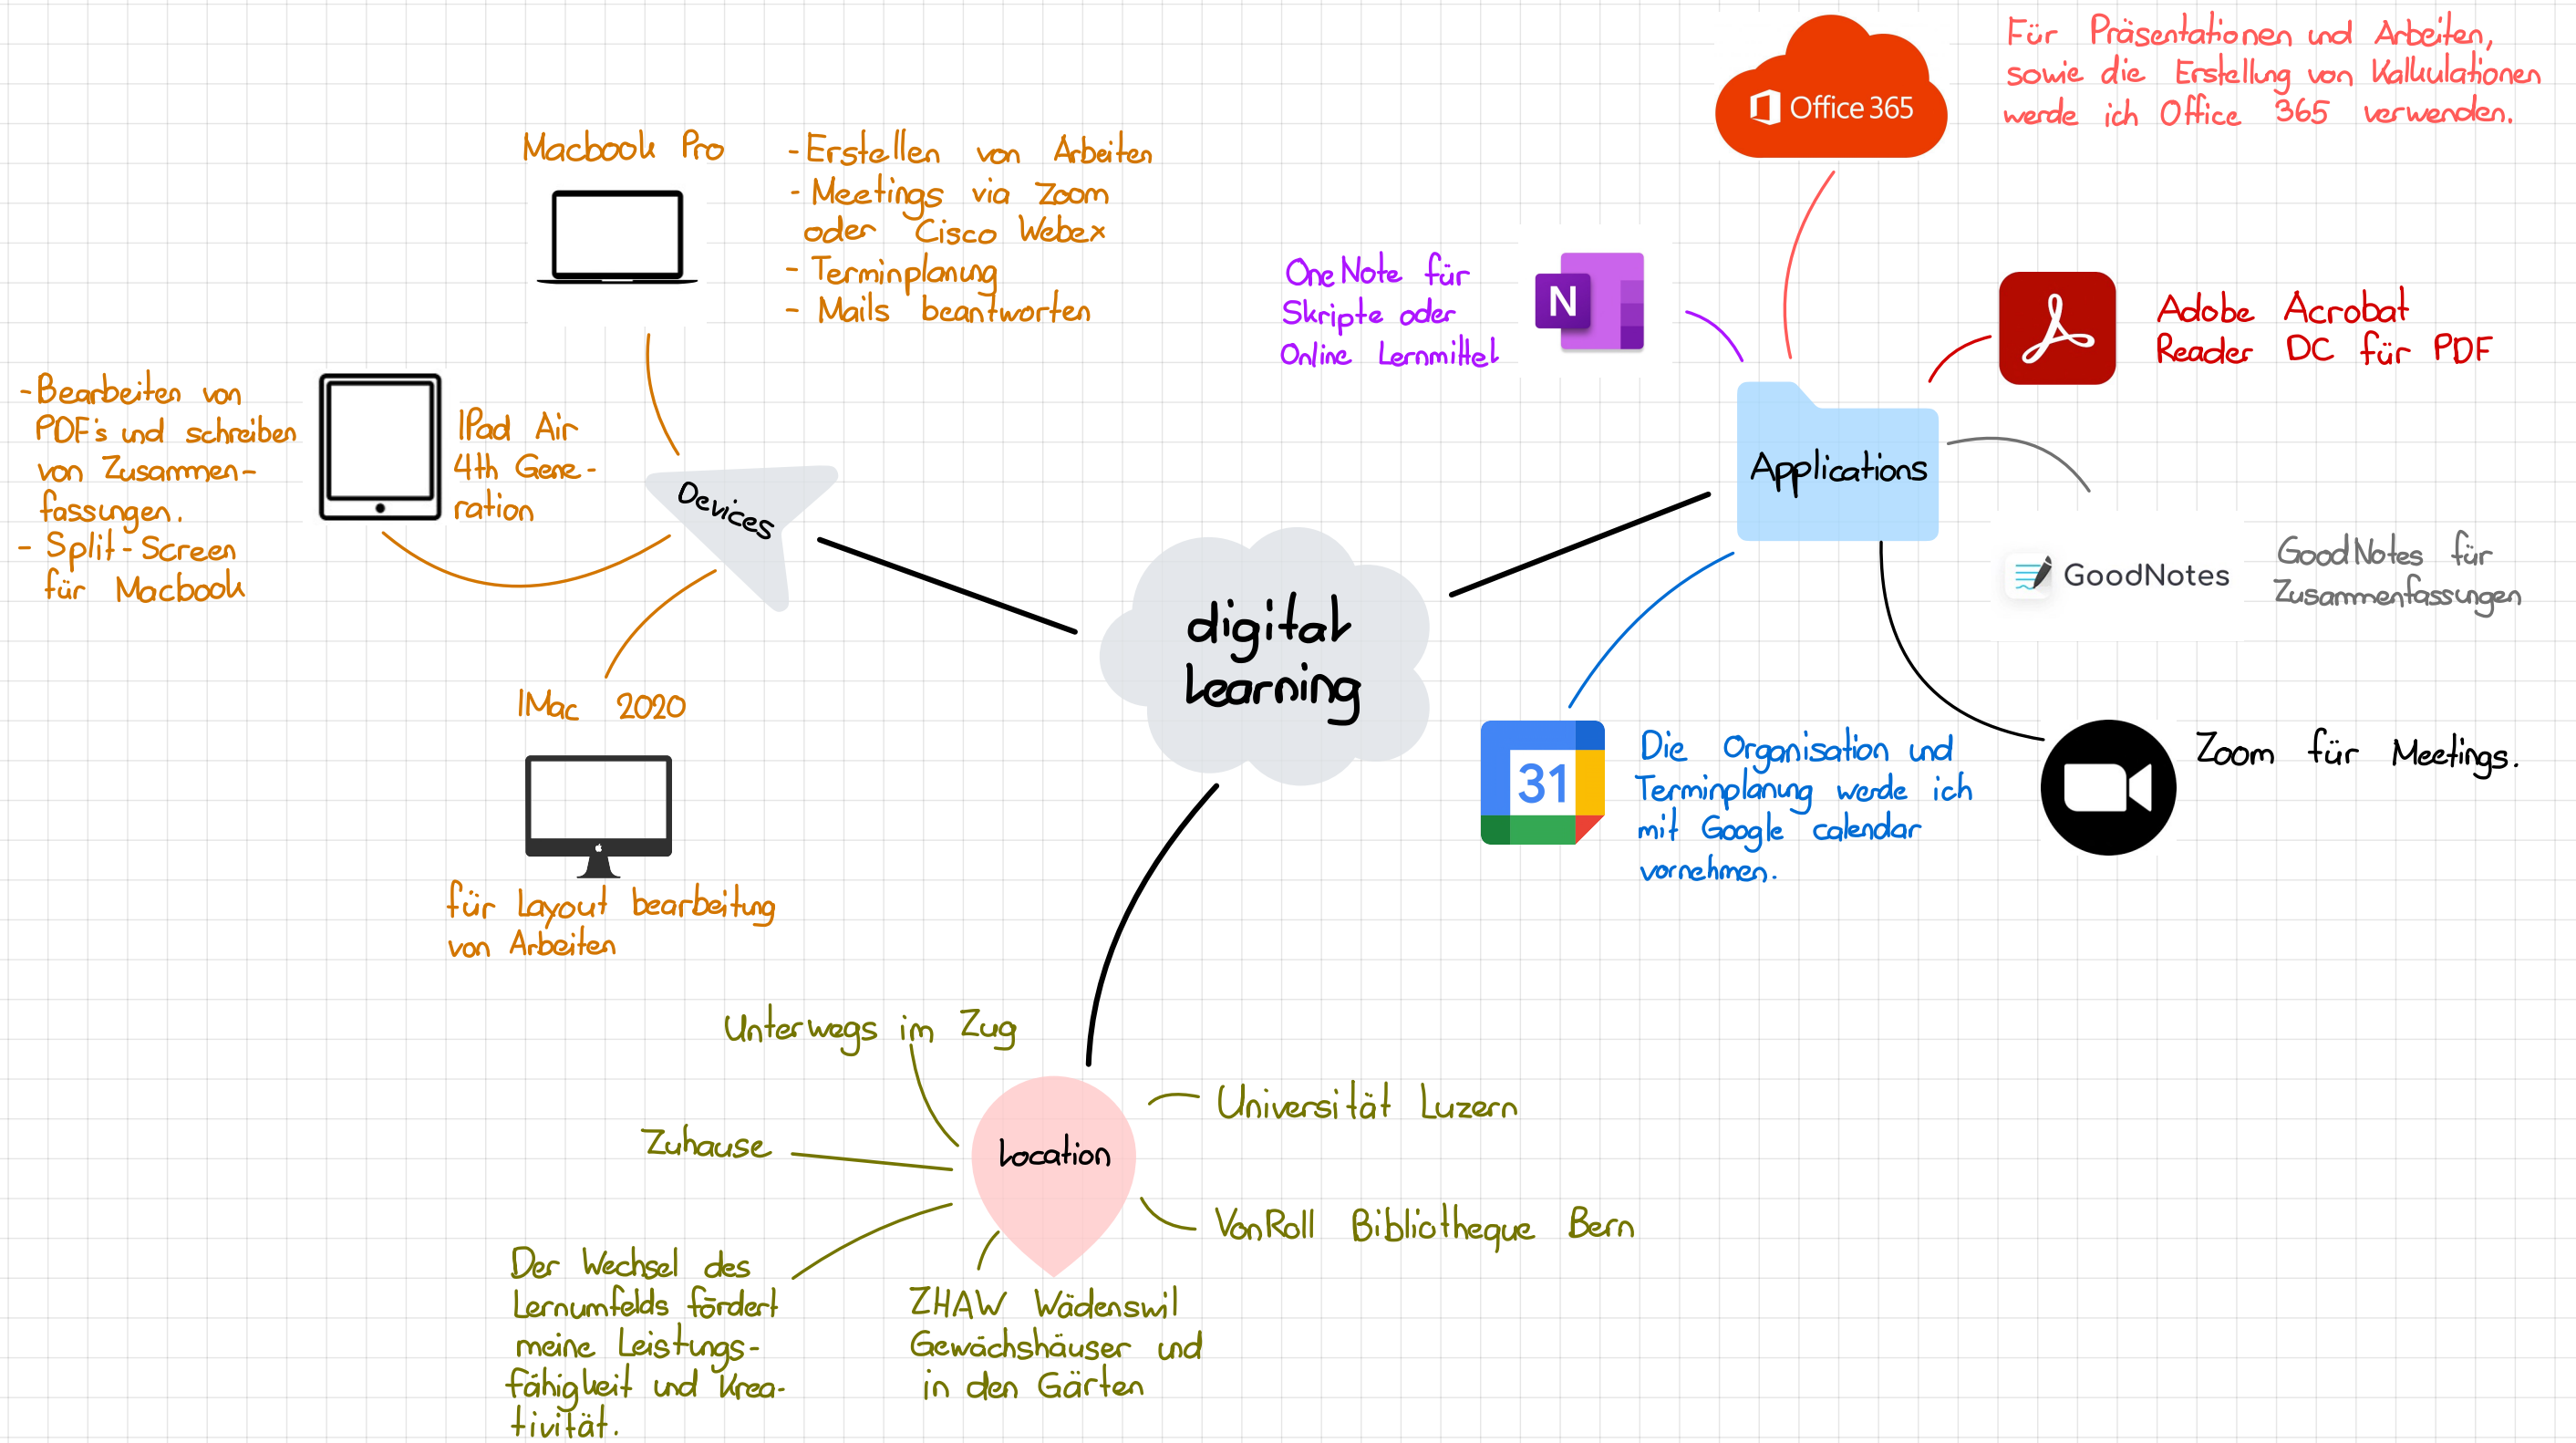 digital
learning
Devices
Macbook Pro
- Erstellen von Arbeiten
- Meetings via Zoom
oder Cisco Webex
- Terminplanung
- Mails beantworten
- Bearbeiten von
PDF's und schreiben
von Zusammen-
fassungen.
- Split-Screen
für Macbook
IPad Air
4th Gene-
ration
IMac 2020
für Layout bearbeitung
von Arbeiten
Applications
Office 365
Für Präsentationen und Arbeiten,
sowie die Erstellung von Kalkulationen
werde ich Office 365 verwenden.
OneNote für
Skripte oder
Online Lernmittel
N
Adobe Acrobat
Reader DC für PDF
GoodNotes
GoodNotes für
Zusammenfassungen
31
Die Organisation und
Terminplanung werde ich
mit Google calendar
vornehmen.
Zoom für Meetings.
Location
Unterwegs im Zug
Zuhause
Der Wechsel des
Lernumfelds fördert
meine Leistungs-
fähigkeit und Krea-
tivität.
ZHAW Wädenswil
Gewächshäuser und
in den Gärten
Universität Luzern
VonRoll Bibliotheque Bern